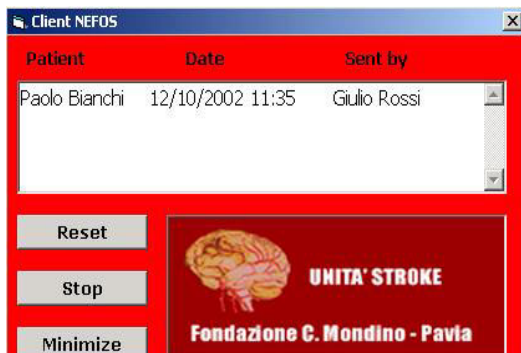 Client NEFOS
Patient Date Sent by
Paolo Bianchi 12/10/2002 11:35 Giulio Rossi
Reset
Stop
Minimize
UNITA' STROKE
Fondazione C. Mondino - Pavia